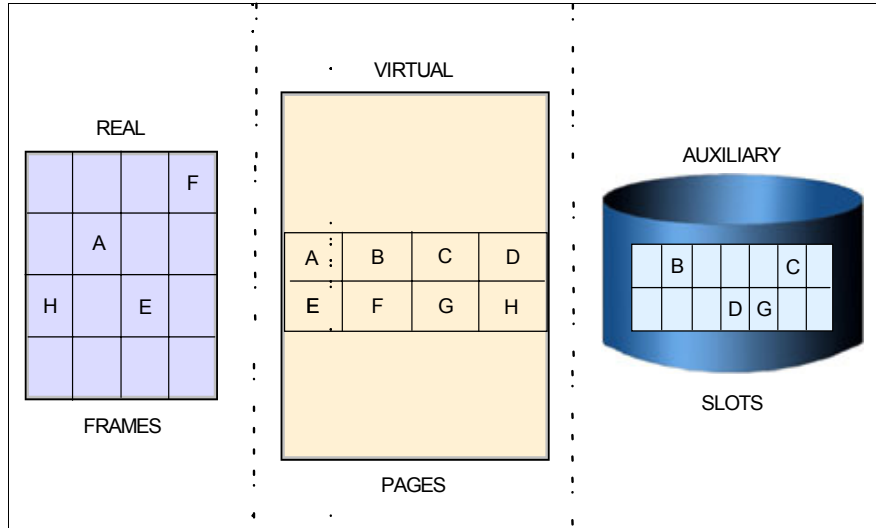 REAL
F
A
H E
FRAMES
VIRTUAL
A B C D
E F G H
PAGES
AUXILIARY
B C
D G
SLOTS